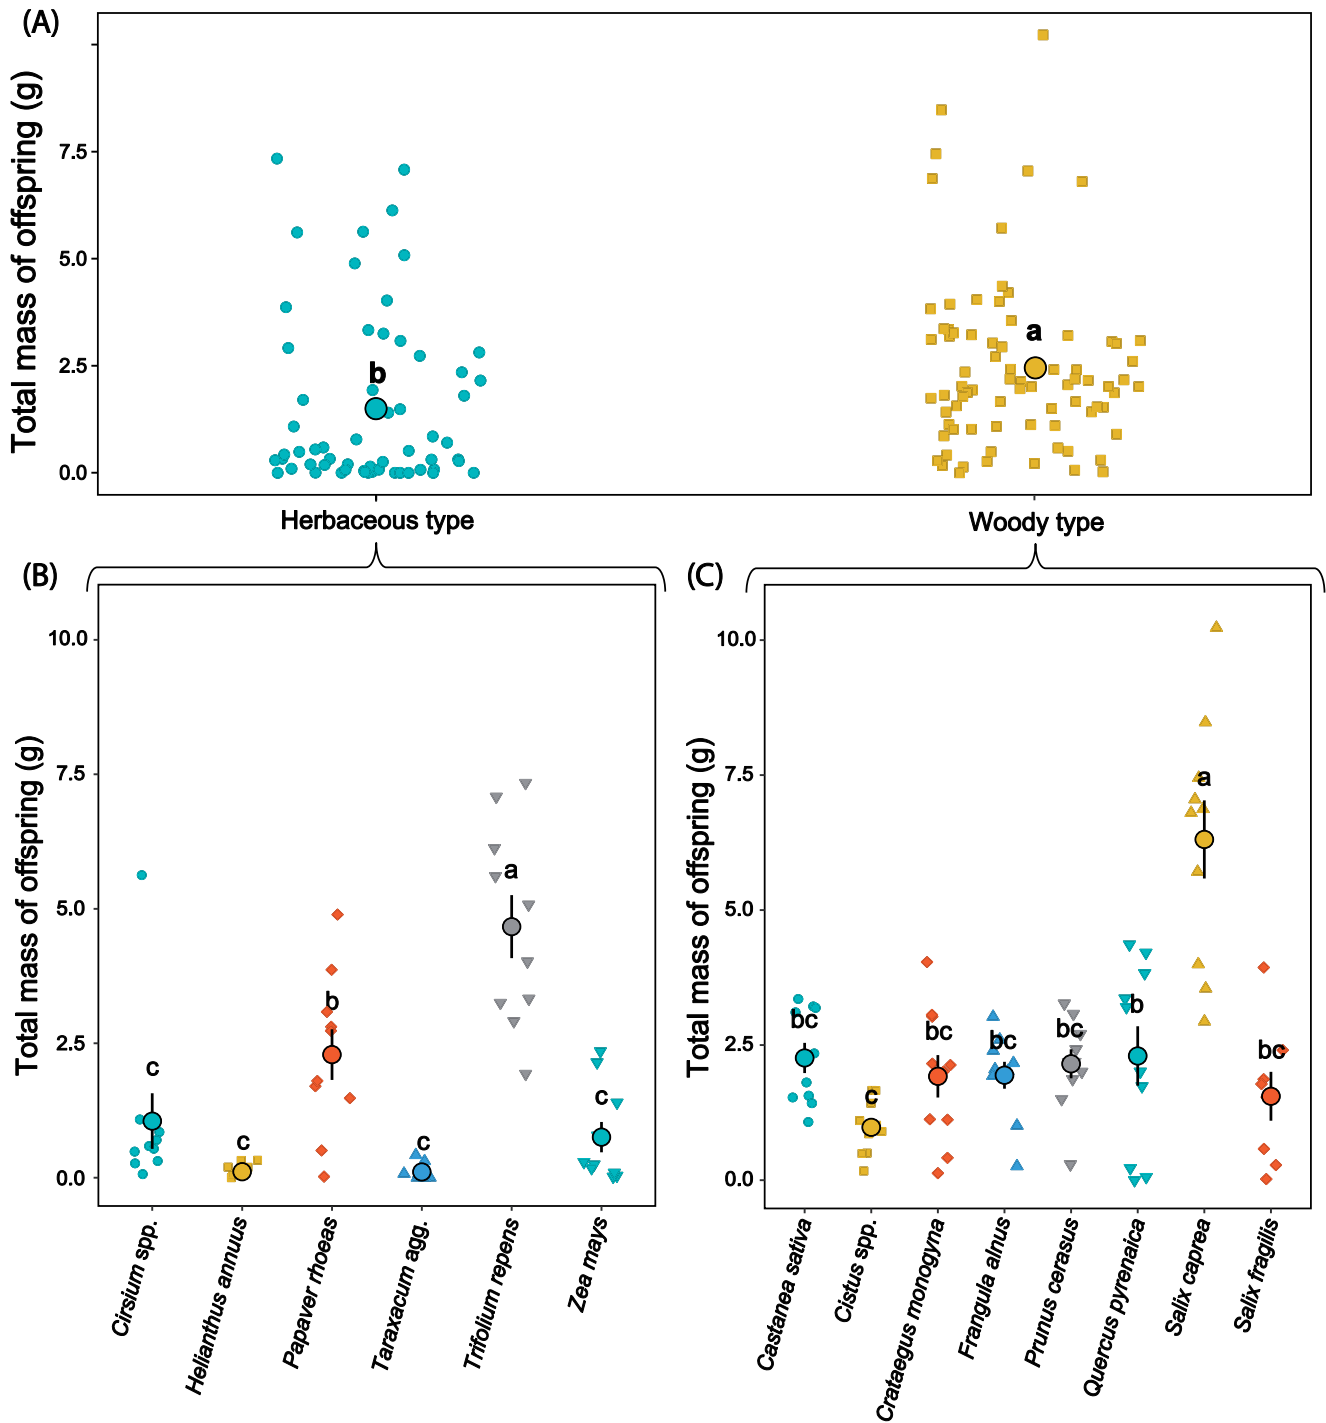 (A)
Total mass of offspring (g)
7.5
5.0
2.5
0.0
b
a
Herbaceous type
Woody type
(B)
Total mass of offspring (g)
10.0
7.5
5.0
2.5
0.0
c
c
b
c
a
c
Cirsium spp.
Helianthus annuus
Papaver rhoeas
Taraxacum agg.
Trifolium repens
Zea mays
(C)
Total mass of offspring (g)
10.0
7.5
5.0
2.5
0.0
bc
c
bc
bc
bc
b
a
bc
Castanea sativa
Cistus spp.
Crataegus monogyna
Frangula alnus
Prunus cerasus
Quercus pyrenaica
Salix caprea
Salix fragilis